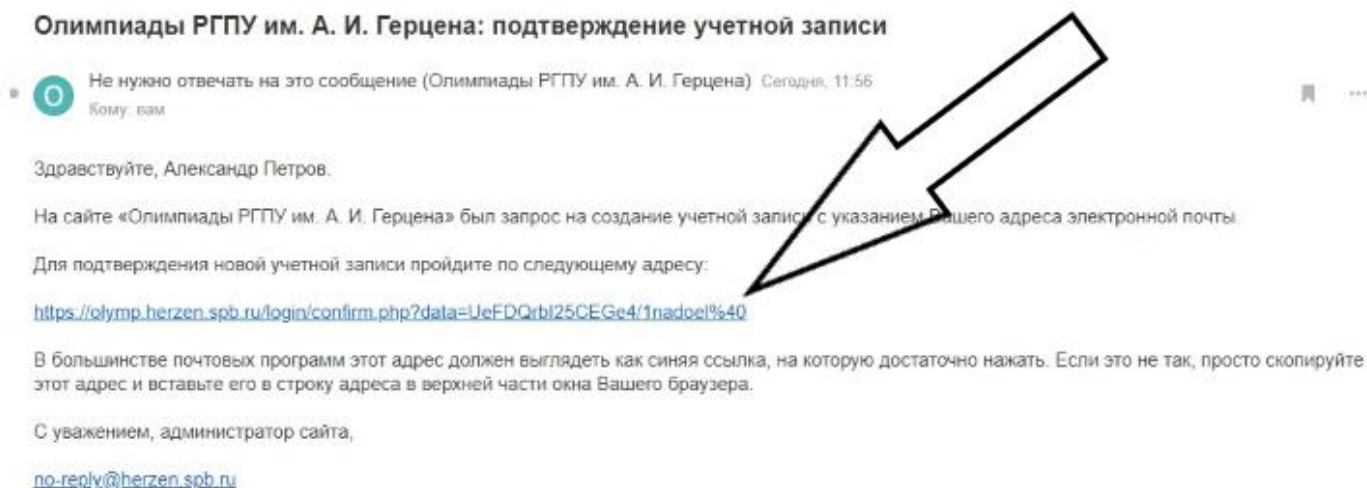 Олимпиады РГПУ им. А. И. Герцена: подтверждение учетной записи
О
Не нужно отвечать на это сообщение (Олимпиады РГПУ им. А. И. Герцена) Сегодня, 11:56
Кому: вам
Здравствуйте, Александр Петров.
На сайте «Олимпиады РГПУ им. А. И. Герцена» был запрос на создание учетной записи с указанием Вашего адреса электронной почты.
Для подтверждения новой учетной записи пройдите по следующему адресу:
https://olymp.herzen.spb.ru/login/confirm.php?data=UeFDQrbI25CEGe4/1nadoel%40
В большинстве почтовых программ этот адрес должен выглядеть как синяя ссылка, на которую достаточно нажать. Если это не так, просто скопируйте
этот адрес и вставьте его в строку адреса в верхней части окна Вашего браузера.
С уважением, администратор сайта,
no-reply@herzen.spb.ru